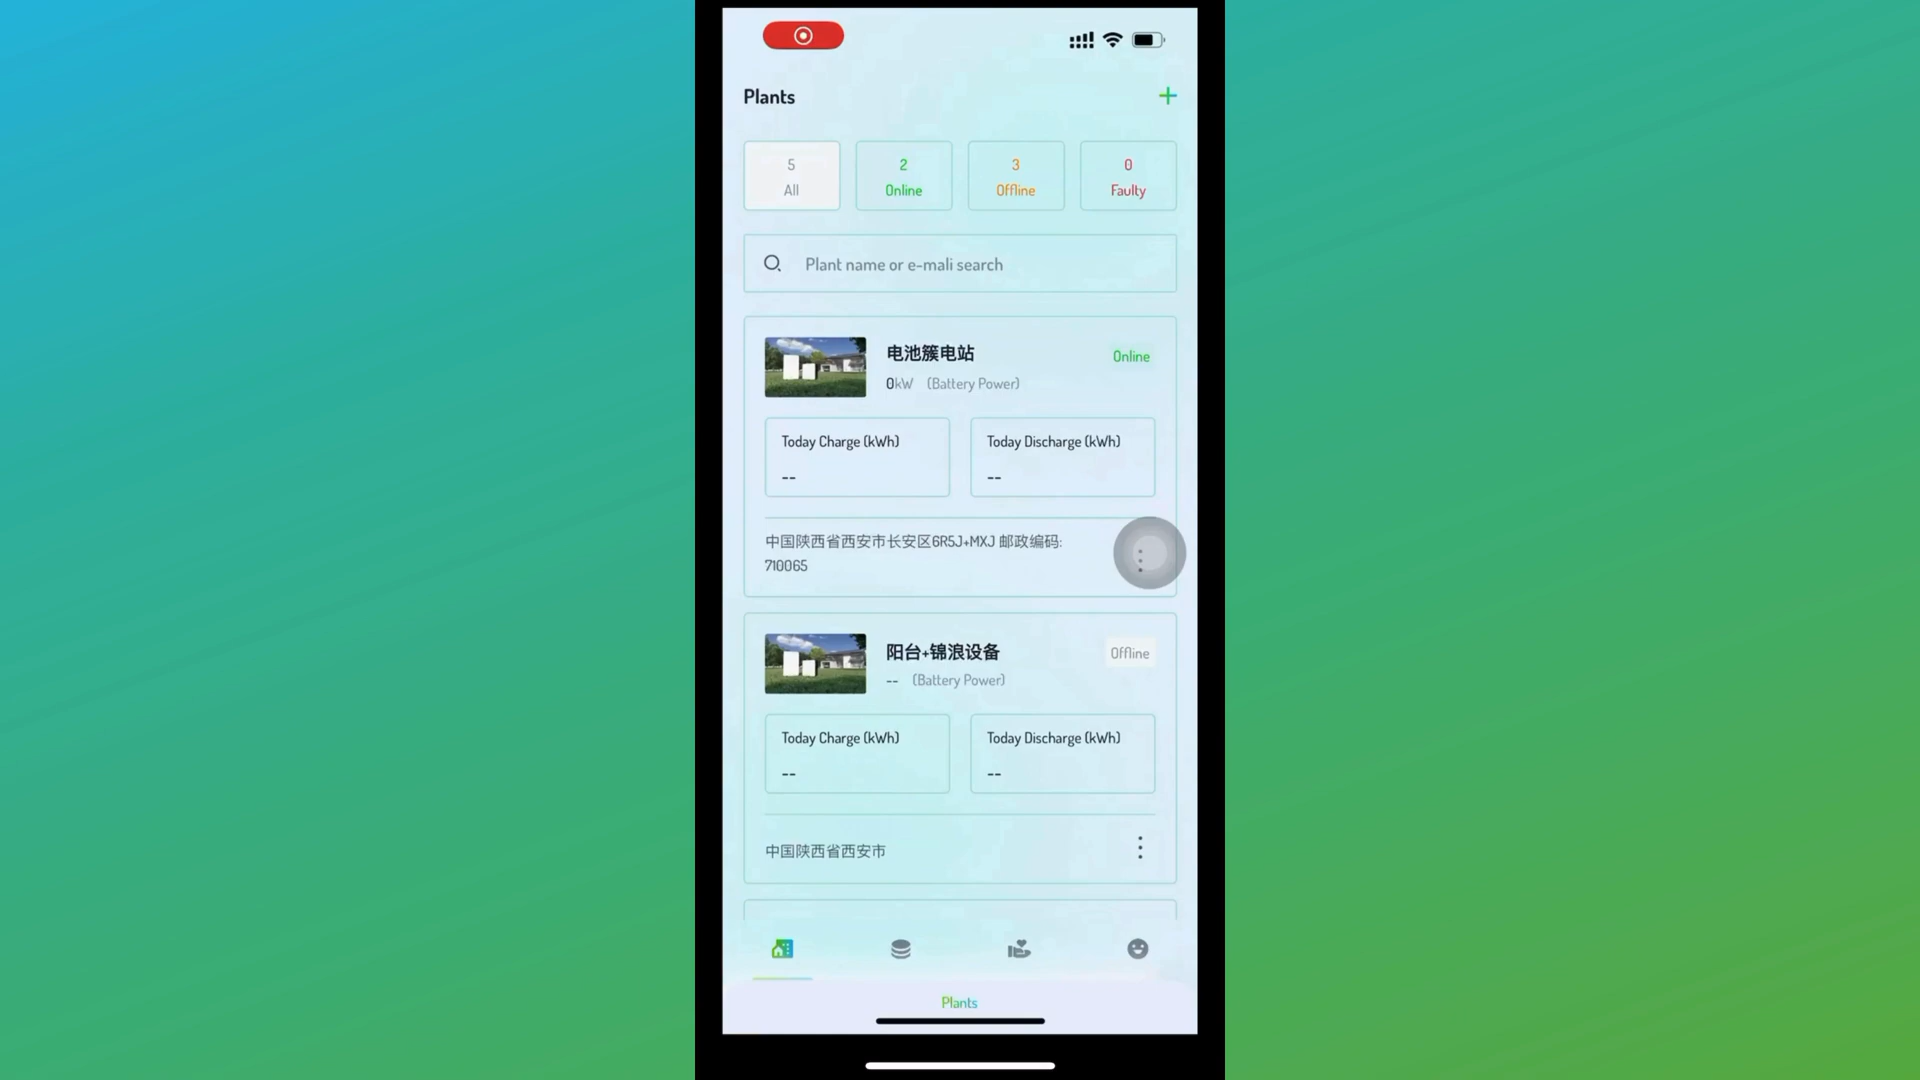 Plants
5
All
2
Online
3
Offline
0
Faulty
Plant name or e-mali search
电池簇电站
Online
0kW (Battery Power)
Today Charge (kWh)
--
Today Discharge (kWh)
--
中国陕西省西安市长安区6R5J+MXJ 邮政编码:
710065
阳台+锦浪设备
Offline
-- (Battery Power)
Today Charge (kWh)
--
Today Discharge (kWh)
--
中国陕西省西安市
Plants